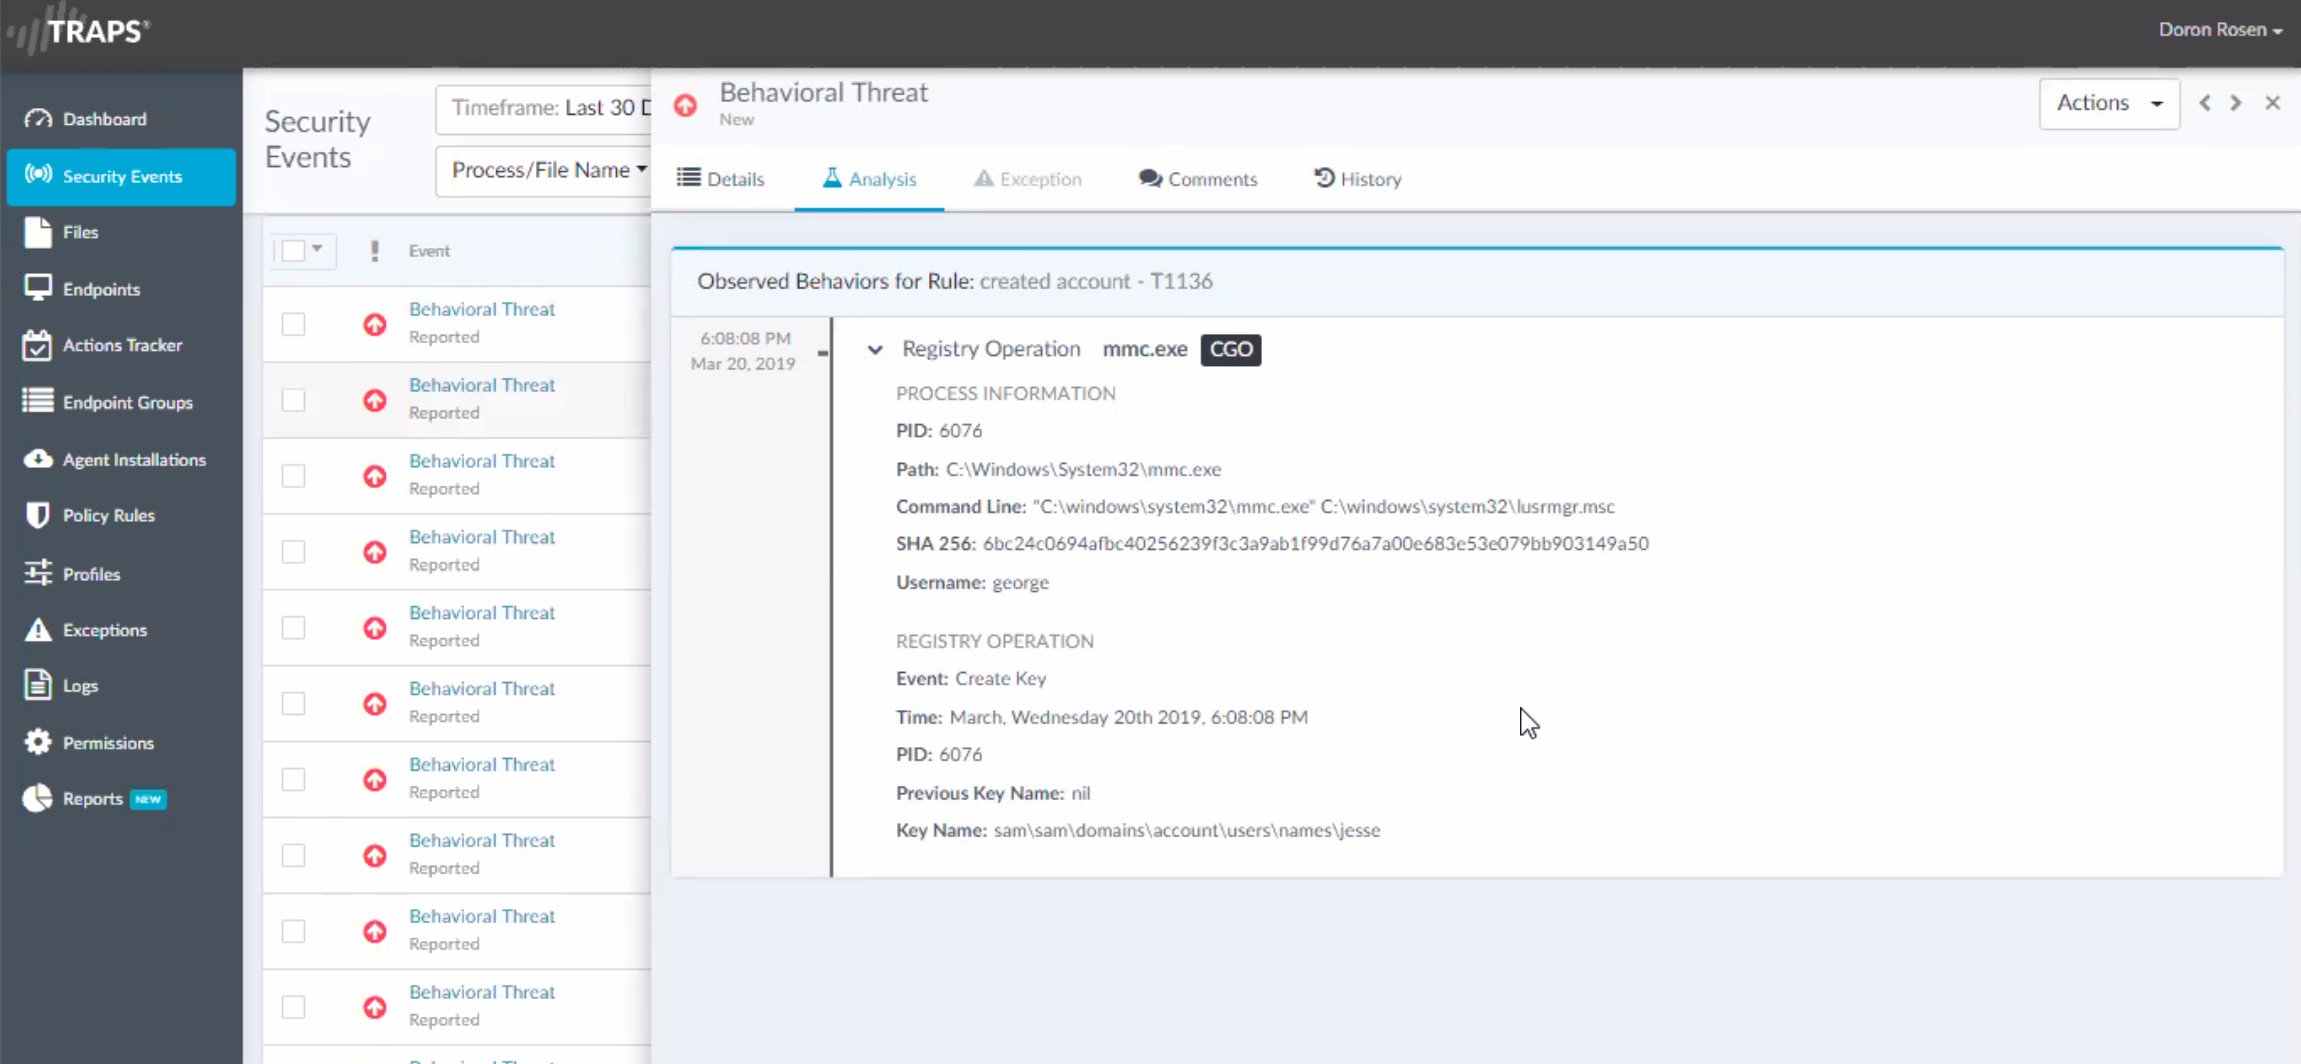 TRAPS
Doron Rosen
Dashboard
Security Events
Files
Endpoints
Actions Tracker
Endpoint Groups
Agent Installations
Policy Rules
Profiles
Exceptions
Logs
Permissions
Reports NEW
Security
Events
Timeframe: Last 30 D
Process/File Name
! Event
Behavioral Threat
Reported
Behavioral Threat
Reported
Behavioral Threat
Reported
Behavioral Threat
Reported
Behavioral Threat
Reported
Behavioral Threat
Reported
Behavioral Threat
Reported
Behavioral Threat
Reported
Behavioral Threat
Reported
Behavioral Threat
Reported
Behavioral Threat
New
Actions
Details
Analysis
Exception
Comments
History
Observed Behaviors for Rule: created account - T1136
6:08:08 PM
Mar 20, 2019
Registry Operation mmc.exe CGO
PROCESS INFORMATION
PID: 6076
Path: C:\Windows\System32\mmc.exe
Command Line: "C:\windows\system32\mmc.exe" C:\windows\system32\lusrmgr.msc
SHA 256: 6bc24c0694afbc40256239f3c3a9ab1f99d76a7a00e683e53e079bb903149a50
Username: george
REGISTRY OPERATION
Event: Create Key
Time: March, Wednesday 20th 2019, 6:08:08 PM
PID: 6076
Previous Key Name: nil
Key Name: sam\sam\domains\account\users\names\jesse